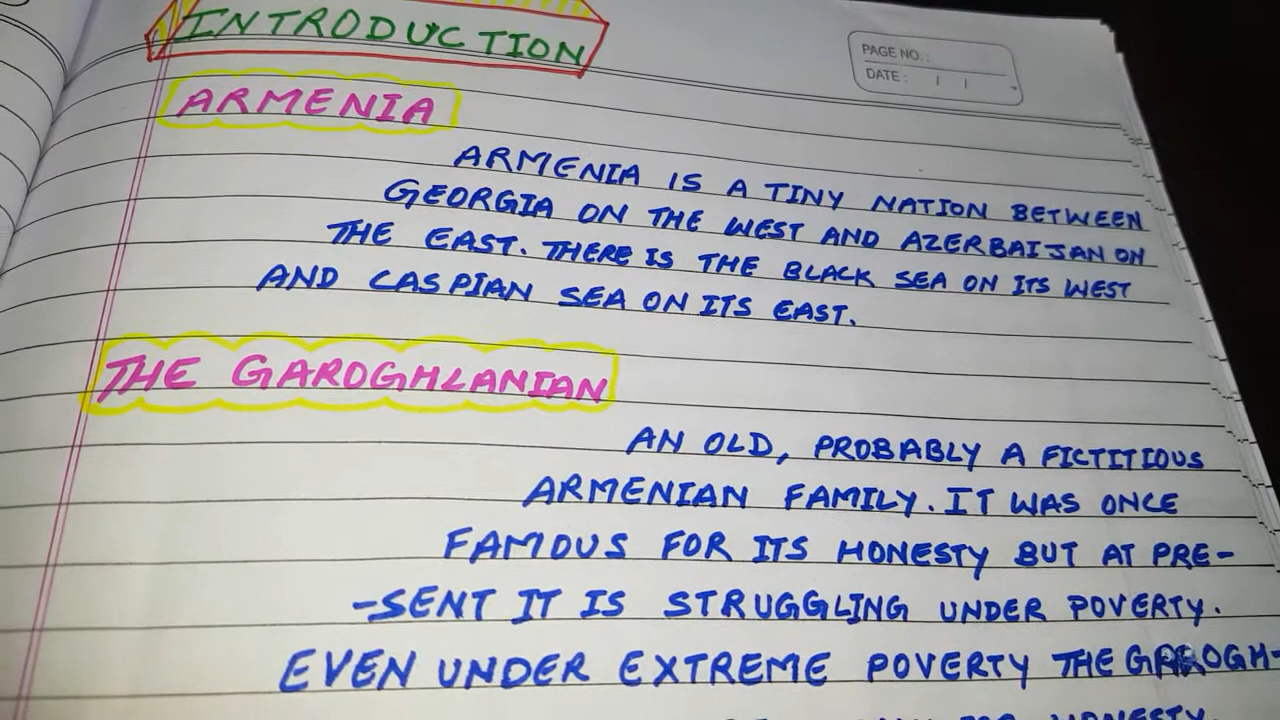 INTRODUCTION
PAGE NO.:
DATE: / /
ARMENIA
ARMENIA IS A TINY NATION BETWEEN
GEORGIA ON THE WEST AND AZERBAIJAN ON
THE EAST. THERE IS THE BLACK SEA ON ITS WEST
AND CASPIAN SEA ON ITS EAST.
THE GAROGHLANIAN
AN OLD, PROBABLY A FICTITIOUS
ARMENIAN FAMILY. IT WAS ONCE
FAMOUS FOR ITS HONESTY BUT AT PRE-
-SENT IT IS STRUGGLING UNDER POVERTY.
EVEN UNDER EXTREME POVERTY THE GAROGH-
FOR HONESTY.